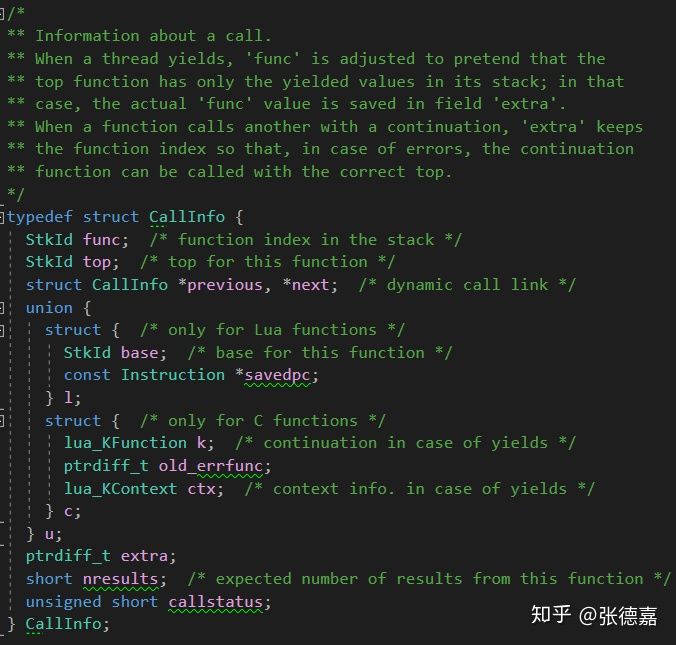 /*
** Information about a call.
** When a thread yields, 'func' is adjusted to pretend that the
** top function has only the yielded values in its stack; in that
** case, the actual 'func' value is saved in field 'extra'.
** When a function calls another with a continuation, 'extra' keeps
** the function index so that, in case of errors, the continuation
** function can be called with the correct top.
*/
typedef struct CallInfo {
  StkId func;  /* function index in the stack */
  StkId top;  /* top for this function */
  struct CallInfo *previous, *next;  /* dynamic call link */
  union {
    struct {  /* only for Lua functions */
      StkId base;  /* base for this function */
      const Instruction *savedpc;
    } l;
    struct {  /* only for C functions */
      lua_KFunction k;  /* continuation in case of yields */
      ptrdiff_t old_errfunc;
      lua_KContext ctx;  /* context info. in case of yields */
    } c;
  } u;
  ptrdiff_t extra;
  short nresults;  /* expected number of results from this function */
  unsigned short callstatus;
} CallInfo;
知乎 @张德嘉